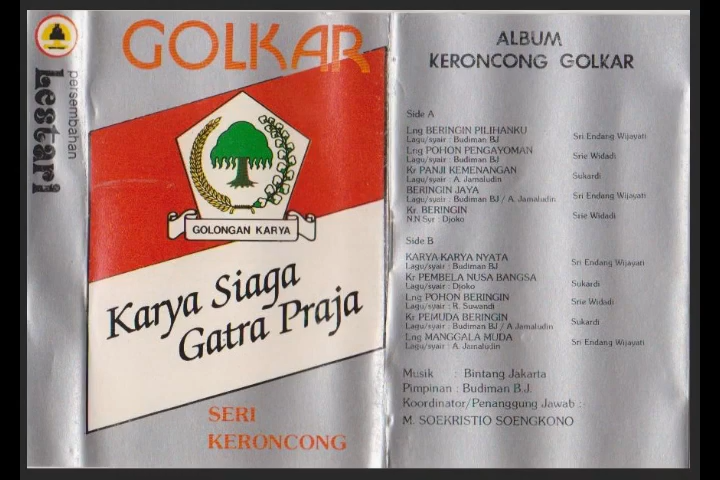 persembahan
Lestari
GOLKAR
GOLONGAN KARYA
Karya Siaga
Gatra Praja
SERI
KERONCONG
ALBUM
KERONCONG GOLKAR
Side A
Lng BERINGIN PILIHANKU
Lagu/syair : Budiman BJ Sri Endang Wijayati
Lng POHON PENGAYOMAN
Lagu/syair : Budiman BJ Srie Widadi
Kr PANJI KEMENANGAN
Lagu/syair : A. Jamaludin Sukardi
BERINGIN JAYA
Lagu/syair : Budiman BJ / A. Jamaludin Sri Endang Wijayati
Kr. BERINGIN
NN Syr : Djoko Srie Widadi
Side B
KARYA-KARYA NYATA
Lagu/syair : Budiman BJ Sri Endang Wijayati
Kr PEMBELA NUSA BANGSA
Lagu/syair : Djoko Sukardi
Lng POHON BERINGIN
Lagu/syair : R. Suwandi Srie Widadi
Kr PEMUDA BERINGIN
Lagu/syair : Budiman BJ / A Jamaludin Sukardi
Lng MANGGALA MUDA
Lagu/syair : A. Jamaludin Sri Endang Wijayati
Musik : Bintang Jakarta
Pimpinan : Budiman B.J.
Koordinator/Penanggung Jawab :
M. SOEKRISTIO SOENGKONO